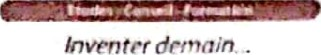 Etudes - Conseil - Formation
Inventer demain...